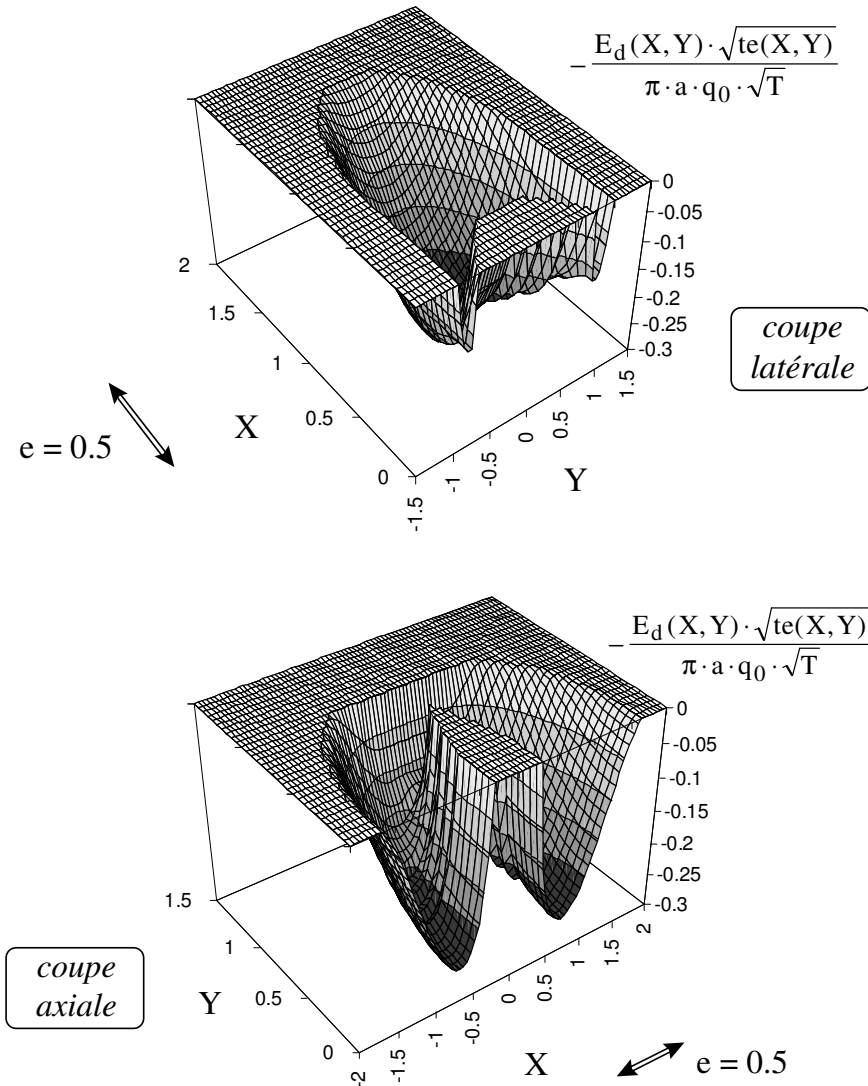 − E_d(X, Y) · √te(X, Y)
π · a · q_0 · √T
0
-0.05
-0.1
-0.15
-0.2
-0.25
-0.3
2
1.5
1
0.5
0
X
-1.5
-1
-0.5
0
0.5
1
1.5
Y
e = 0.5
coupe
latérale
− E_d(X, Y) · √te(X, Y)
π · a · q_0 · √T
0
-0.05
-0.1
-0.15
-0.2
-0.25
-0.3
1.5
1
0.5
0
Y
-2
-1.5
-1
-0.5
0
0.5
1
1.5
2
X
coupe
axiale
e = 0.5